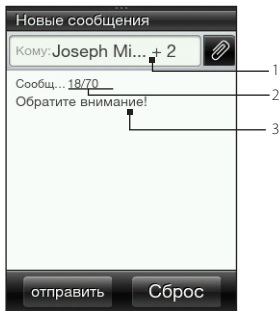 Новые сообщения
Кому: Joseph Mi... + 2
1
Сообщ... 18/70
2
Обратите внимание!
3
отправить Сброс